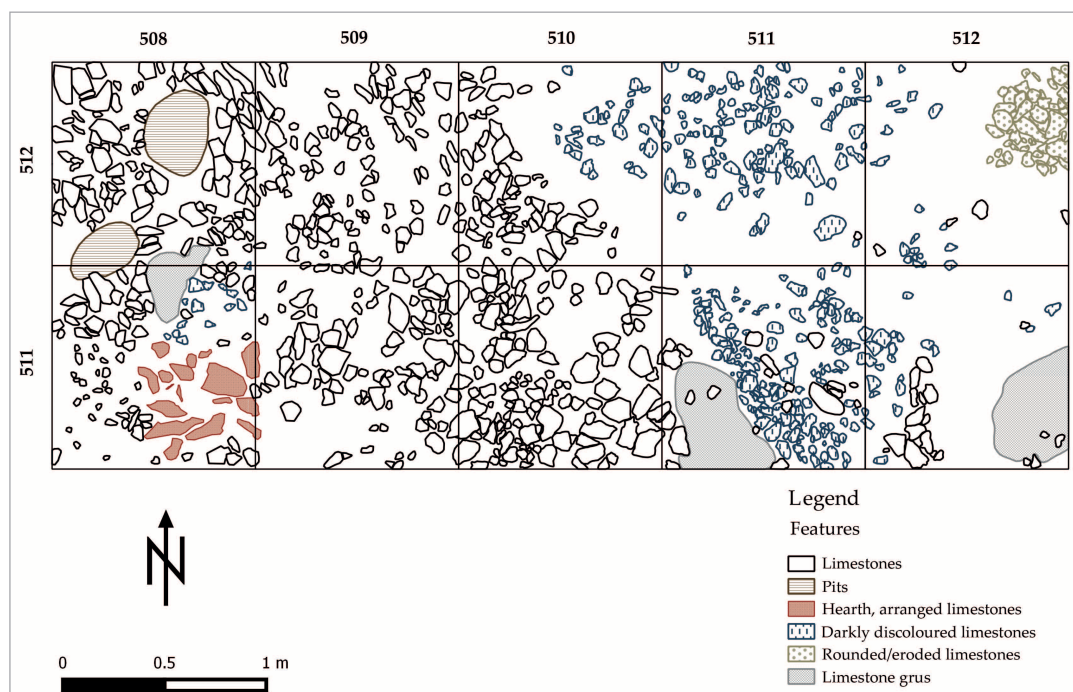 508 509 510 511 512
512
511
N
Legend
Features
Limestones
Pits
Hearth, arranged limestones
Darkly discoloured limestones
Rounded/eroded limestones
Limestone grus
0 0.5 1 m